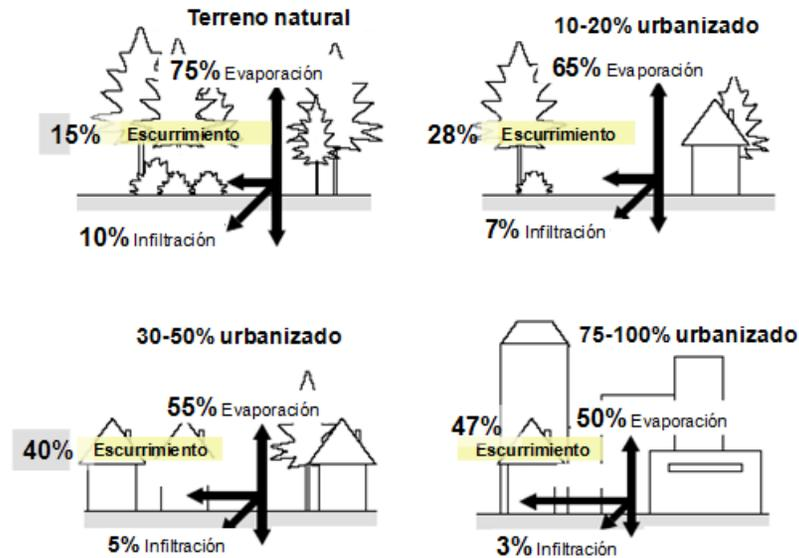 Terreno natural
75% Evaporación
15% Escurrimiento
10% Infiltración
10-20% urbanizado
65% Evaporación
28% Escurrimiento
7% Infiltración
30-50% urbanizado
55% Evaporación
40% Escurrimiento
5% Infiltración
75-100% urbanizado
47%
50% Evaporación
Escurrimiento
3% Infiltración